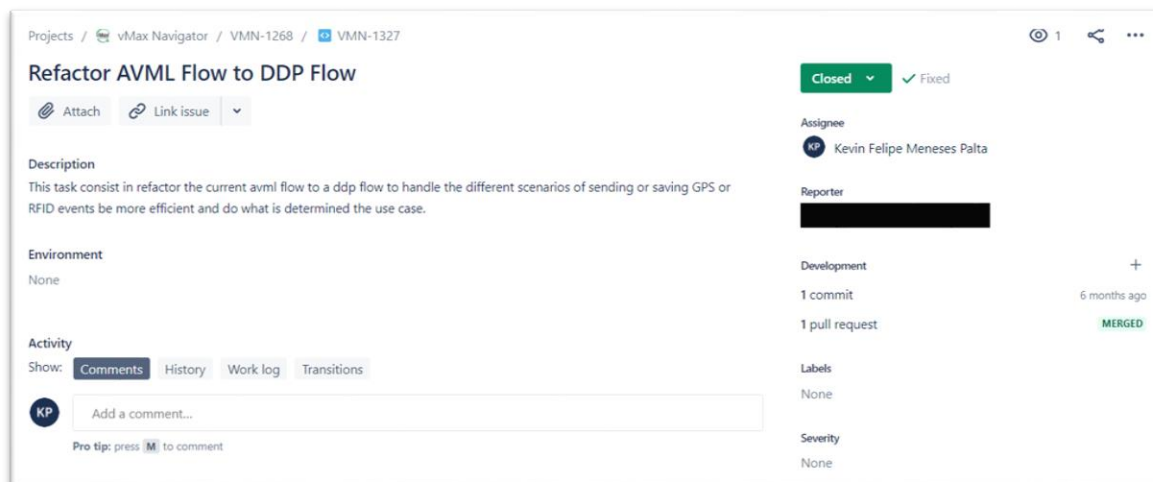 Projects / vMax Navigator / VMN-1268 / VMN-1327
1
Refactor AVML Flow to DDP Flow
Attach
Link issue
Description
This task consist in refactor the current avml flow to a ddp flow to handle the different scenarios of sending or saving GPS or
RFID events be more efficient and do what is determined the use case.
Environment
None
Activity
Show: Comments History Work log Transitions
KP Add a comment...
Pro tip: press M to comment
Closed Fixed
Assignee
KP Kevin Felipe Meneses Palta
Reporter
Development
1 commit 6 months ago
1 pull request MERGED
Labels
None
Severity
None